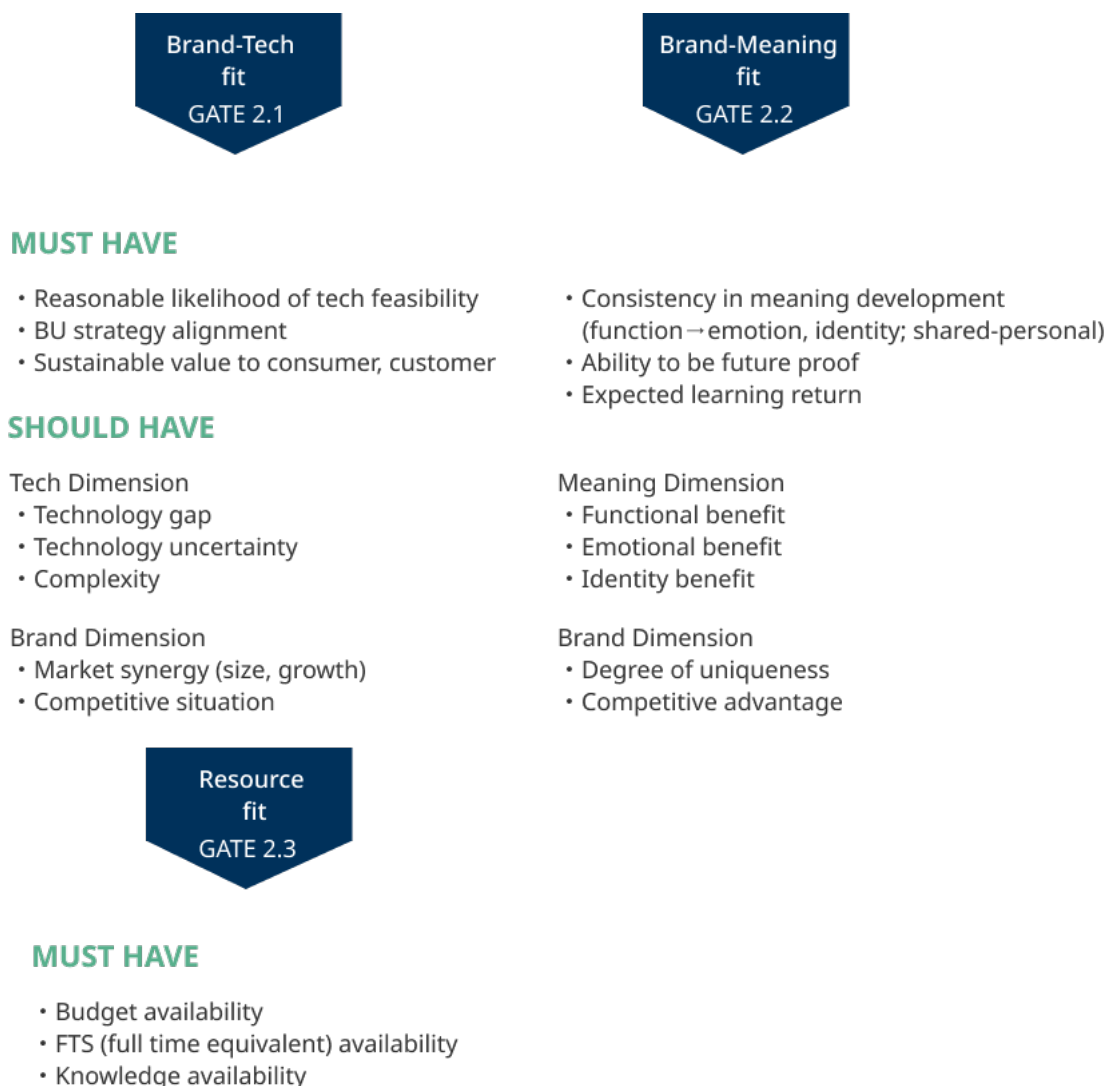 Brand-Tech
fit
GATE 2.1
Brand-Meaning
fit
GATE 2.2
MUST HAVE
・Reasonable likelihood of tech feasibility
・BU strategy alignment
・Sustainable value to consumer, customer
・Consistency in meaning development
(function→emotion, identity; shared-personal)
・Ability to be future proof
・Expected learning return
SHOULD HAVE
Tech Dimension
・Technology gap
・Technology uncertainty
・Complexity
Brand Dimension
・Market synergy (size, growth)
・Competitive situation
Meaning Dimension
・Functional benefit
・Emotional benefit
・Identity benefit
Brand Dimension
・Degree of uniqueness
・Competitive advantage
Resource
fit
GATE 2.3
MUST HAVE
・Budget availability
・FTS (full time equivalent) availability
・Knowledge availability